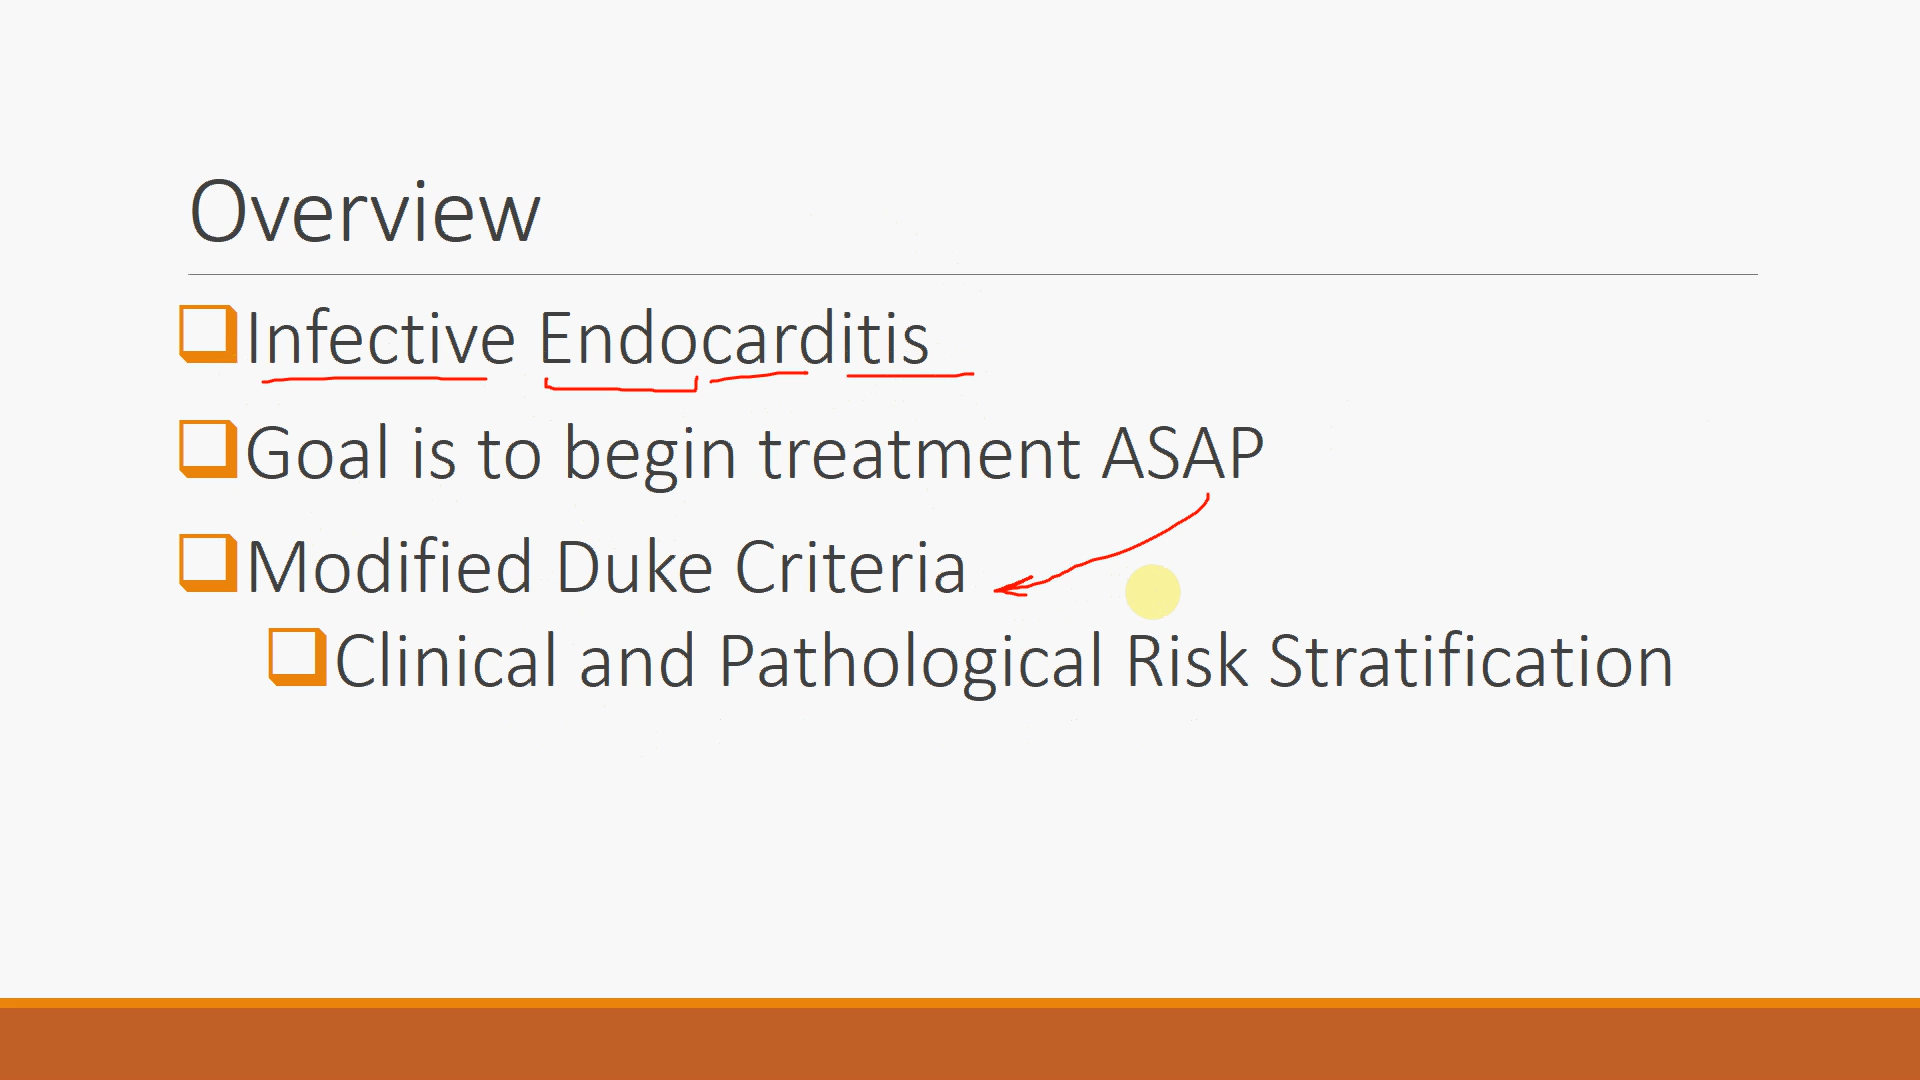 Overview
Infective Endocarditis
Goal is to begin treatment ASAP
Modified Duke Criteria
Clinical and Pathological Risk Stratification